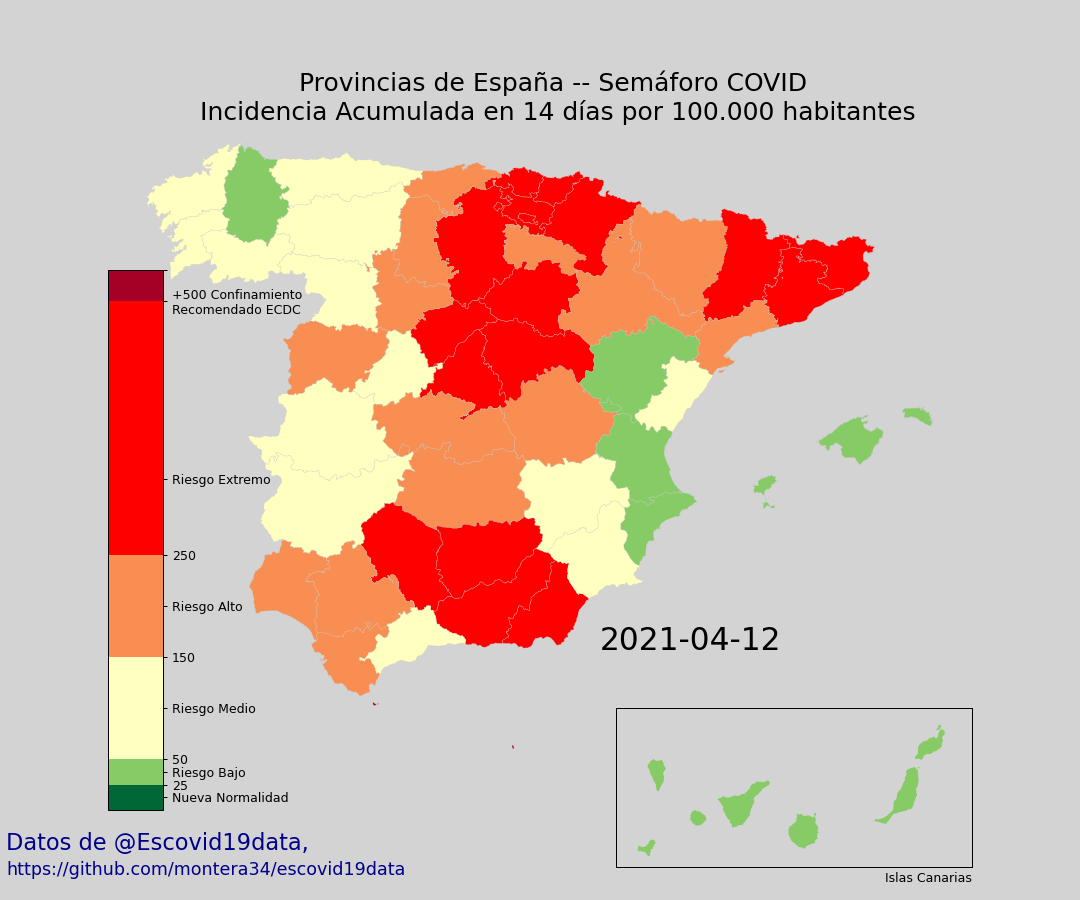 Provincias de España -- Semáforo COVID
Incidencia Acumulada en 14 días por 100.000 habitantes
+500 Confinamiento
Recomendado ECDC
Riesgo Extremo
250
Riesgo Alto
150
Riesgo Medio
50
Riesgo Bajo
25
Nueva Normalidad
2021-04-12
Islas Canarias
Datos de @Escovid19data,
https://github.com/montera34/escovid19data